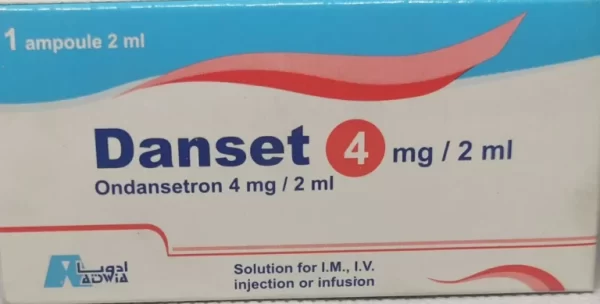 1 ampoule 2 ml
Danset 4 mg / 2 ml
Ondansetron 4 mg / 2 ml
ادويا
ADWIA
Solution for I.M., I.V.
injection or infusion